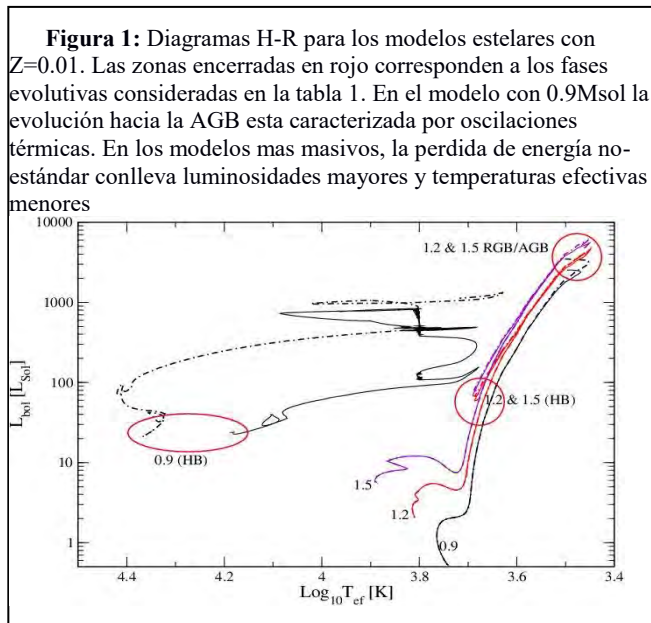 Figura 1: Diagramas H-R para los modelos estelares con
Z=0.01. Las zonas encerradas en rojo corresponden a los fases
evolutivas consideradas en la tabla 1. En el modelo con 0.9Msol la
evolución hacia la AGB esta caracterizada por oscilaciones
térmicas. En los modelos mas masivos, la perdida de energía no-
estándar conlleva luminosidades mayores y temperaturas efectivas
menores
10000
1.2 & 1.5 RGB/AGB
1000
L_bol [L_Sol]
100
1.2 & 1.5 (HB)
0.9 (HB)
10
1.5
1.2
0.9
1
4.4 4.2 4 3.8 3.6 3.4
Log10T_ef [K]